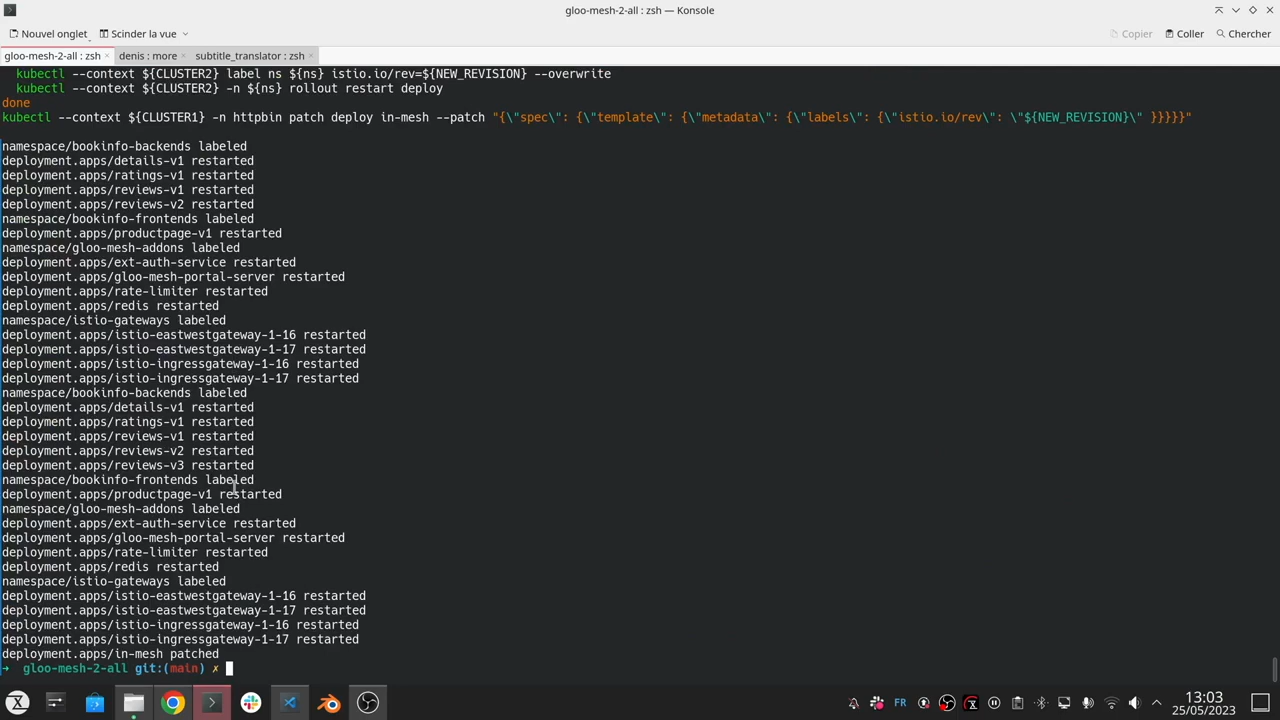 gloo-mesh-2-all : zsh — Konsole
Nouvel onglet
Scinder la vue
Copier
Coller
Chercher
gloo-mesh-2-all : zsh
denis : more
subtitle_translator : zsh
kubectl --context ${CLUSTER2} label ns ${ns} istio.io/rev=${NEW_REVISION} --overwrite
kubectl --context ${CLUSTER2} -n ${ns} rollout restart deploy
done
kubectl --context ${CLUSTER1} -n httpbin patch deploy in-mesh --patch "{\"spec\": {\"template\": {\"metadata\": {\"labels\": {\"istio.io/rev\": \"${NEW_REVISION}\" }}}}}"
namespace/bookinfo-backends labeled
deployment.apps/details-v1 restarted
deployment.apps/ratings-v1 restarted
deployment.apps/reviews-v1 restarted
deployment.apps/reviews-v2 restarted
namespace/bookinfo-frontends labeled
deployment.apps/productpage-v1 restarted
namespace/gloo-mesh-addons labeled
deployment.apps/ext-auth-service restarted
deployment.apps/gloo-mesh-portal-server restarted
deployment.apps/rate-limiter restarted
deployment.apps/redis restarted
namespace/istio-gateways labeled
deployment.apps/istio-eastwestgateway-1-16 restarted
deployment.apps/istio-eastwestgateway-1-17 restarted
deployment.apps/istio-ingressgateway-1-16 restarted
deployment.apps/istio-ingressgateway-1-17 restarted
namespace/bookinfo-backends labeled
deployment.apps/details-v1 restarted
deployment.apps/ratings-v1 restarted
deployment.apps/reviews-v1 restarted
deployment.apps/reviews-v2 restarted
deployment.apps/reviews-v3 restarted
namespace/bookinfo-frontends labeled
deployment.apps/productpage-v1 restarted
namespace/gloo-mesh-addons labeled
deployment.apps/ext-auth-service restarted
deployment.apps/gloo-mesh-portal-server restarted
deployment.apps/rate-limiter restarted
deployment.apps/redis restarted
namespace/istio-gateways labeled
deployment.apps/istio-eastwestgateway-1-16 restarted
deployment.apps/istio-eastwestgateway-1-17 restarted
deployment.apps/istio-ingressgateway-1-16 restarted
deployment.apps/istio-ingressgateway-1-17 restarted
deployment.apps/in-mesh patched
→ gloo-mesh-2-all git:(main) ✗
FR
13:03
25/05/2023